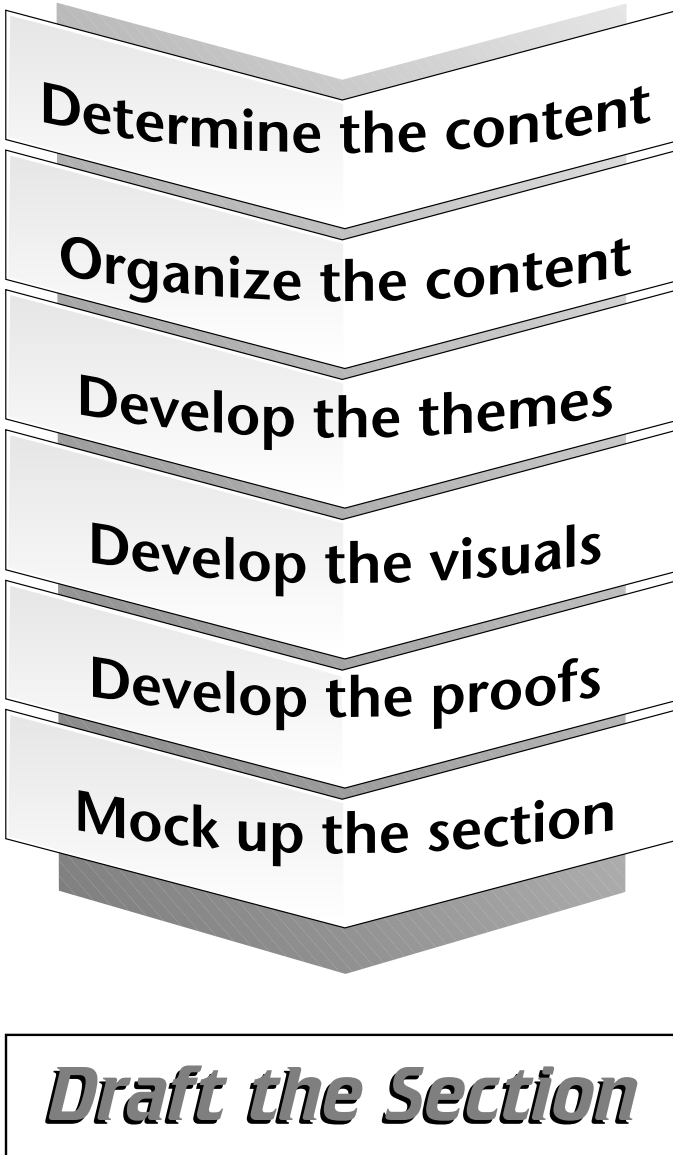 Determine the content
Organize the content
Develop the themes
Develop the visuals
Develop the proofs
Mock up the section
Draft the Section